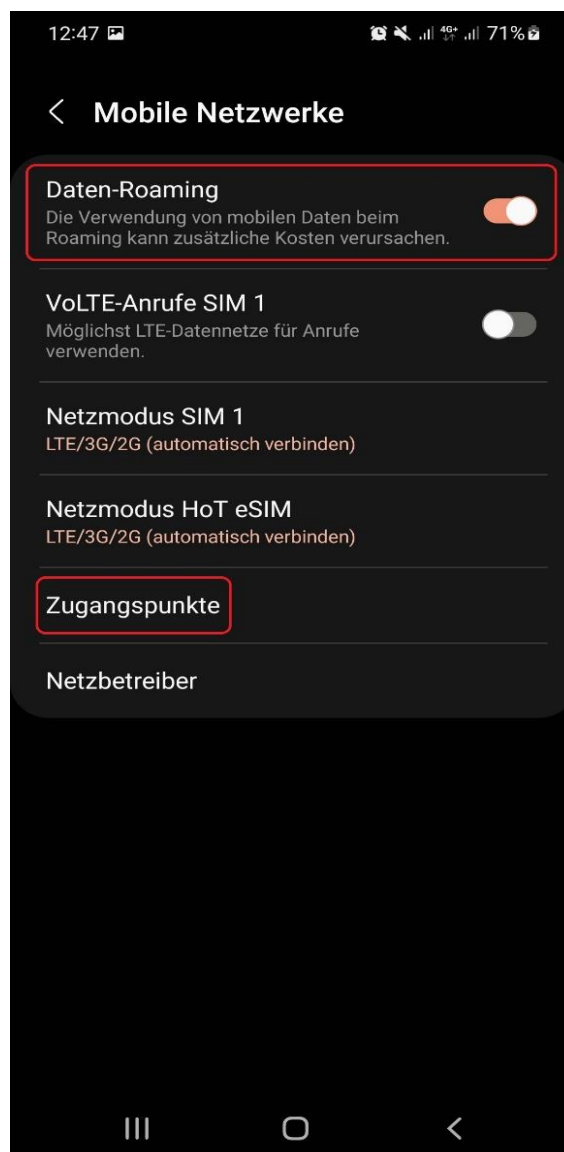 12:47 4G+ 71%
Mobile Netzwerke
Daten-Roaming
Die Verwendung von mobilen Daten beim
Roaming kann zusätzliche Kosten verursachen.
VoLTE-Anrufe SIM 1
Möglichst LTE-Datennetze für Anrufe
verwenden.
Netzmodus SIM 1
LTE/3G/2G (automatisch verbinden)
Netzmodus HoT eSIM
LTE/3G/2G (automatisch verbinden)
Zugangspunkte
Netzbetreiber